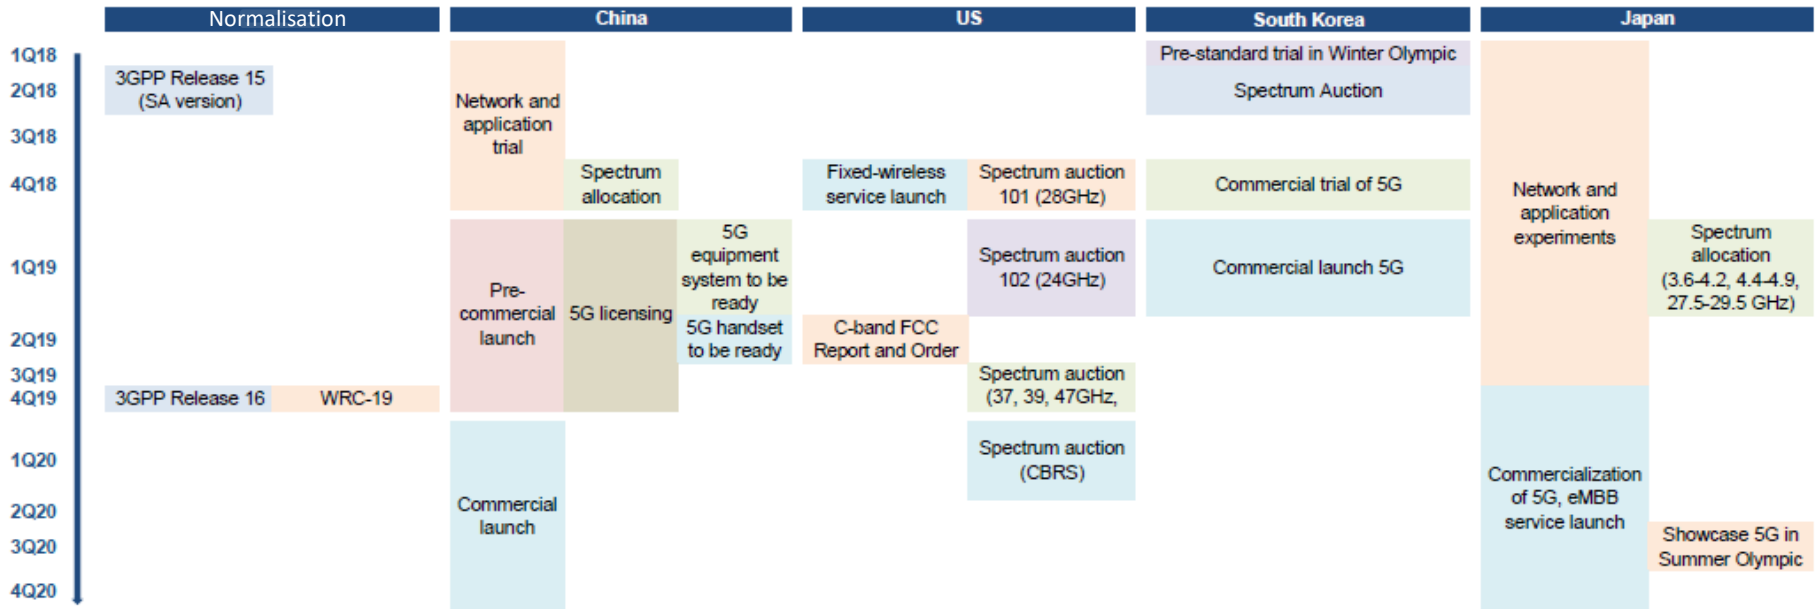 Normalisation
China
US
South Korea
Japan
1Q18
2Q18
3Q18
4Q18
1Q19
2Q19
3Q19
4Q19
1Q20
2Q20
3Q20
4Q20
3GPP Release 15
(SA version)
3GPP Release 16
WRC-19
Network and
application
trial
Spectrum
allocation
Pre-
commercial
launch
5G licensing
5G
equipment
system to be
ready
5G handset
to be ready
Commercial
launch
Fixed-wireless
service launch
Spectrum auction
101 (28GHz)
Spectrum auction
102 (24GHz)
C-band FCC
Report and Order
Spectrum auction
(37, 39, 47GHz,
Spectrum auction
(CBRS)
Pre-standard trial in Winter Olympic
Spectrum Auction
Commercial trial of 5G
Commercial launch 5G
Network and
application
experiments
Spectrum
allocation
(3.6-4.2, 4.4-4.9,
27.5-29.5 GHz)
Commercialization
of 5G, eMBB
service launch
Showcase 5G in
Summer Olympic